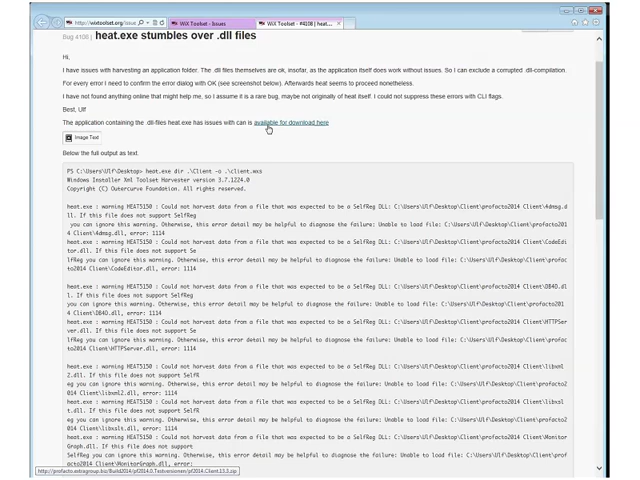 http://wixtoolset.org/issue
WiX Toolset - Issues
WiX Toolset - #4108 | heat...
Bug 4108 | heat.exe stumbles over .dll files
Hi,
I have issues with harvesting an application folder. The .dll files themselves are ok, insofar, as the application itself does work without issues. So I can exclude a corrupted .dll-compilation.
For every error I need to confirm the error dialog with OK (see screenshot below). Afterwards heat seems to proceed nonetheless.
I have not found anything online that might help me, so I assume it is a rare bug, maybe not originally of heat itself. I could not suppress these errors with CLI flags.
Best, Ulf
The application containing the .dll-files heat.exe has issues with can is available for download here
Image Text
Below the full output as text.
PS C:\Users\Ulf\Desktop> heat.exe dir .\Client -o .\client.wxs
Windows Installer Xml Toolset Harvester version 3.7.1224.0
Copyright (C) Outercurve Foundation. All rights reserved.
heat.exe : warning HEAT5150 : Could not harvest data from a file that was expected to be a SelfReg DLL: C:\Users\Ulf\Desktop\Client\profacto2014 Client\4dmsg.d
ll. If this file does not support SelfReg
you can ignore this warning. Otherwise, this error detail may be helpful to diagnose the failure: Unable to load file: C:\Users\Ulf\Desktop\Client\profacto201
4 Client\4dmsg.dll, error: 1114
heat.exe : warning HEAT5150 : Could not harvest data from a file that was expected to be a SelfReg DLL: C:\Users\Ulf\Desktop\Client\profacto2014 Client\CodeEdi
tor.dll. If this file does not support Se
lfReg you can ignore this warning. Otherwise, this error detail may be helpful to diagnose the failure: Unable to load file: C:\Users\Ulf\Desktop\Client\profac
to2014 Client\CodeEditor.dll, error: 1114
heat.exe : warning HEAT5150 : Could not harvest data from a file that was expected to be a SelfReg DLL: C:\Users\Ulf\Desktop\Client\profacto2014 Client\DB4D.dl
l. If this file does not support SelfReg
you can ignore this warning. Otherwise, this error detail may be helpful to diagnose the failure: Unable to load file: C:\Users\Ulf\Desktop\Client\profacto201
4 Client\DB4D.dll, error: 1114
heat.exe : warning HEAT5150 : Could not harvest data from a file that was expected to be a SelfReg DLL: C:\Users\Ulf\Desktop\Client\profacto2014 Client\HTTPSer
ver.dll. If this file does not support Se
lfReg you can ignore this warning. Otherwise, this error detail may be helpful to diagnose the failure: Unable to load file: C:\Users\Ulf\Desktop\Client\profac
to2014 Client\HTTPServer.dll, error: 1114
heat.exe : warning HEAT5150 : Could not harvest data from a file that was expected to be a SelfReg DLL: C:\Users\Ulf\Desktop\Client\profacto2014 Client\libxml
2.dll. If this file does not support SelfR
eg you can ignore this warning. Otherwise, this error detail may be helpful to diagnose the failure: Unable to load file: C:\Users\Ulf\Desktop\Client\profacto2
014 Client\libxml2.dll, error: 1114
heat.exe : warning HEAT5150 : Could not harvest data from a file that was expected to be a SelfReg DLL: C:\Users\Ulf\Desktop\Client\profacto2014 Client\libxsl
t.dll. If this file does not support SelfR
eg you can ignore this warning. Otherwise, this error detail may be helpful to diagnose the failure: Unable to load file: C:\Users\Ulf\Desktop\Client\profacto2
014 Client\libxslt.dll, error: 1114
heat.exe : warning HEAT5150 : Could not harvest data from a file that was expected to be a SelfReg DLL: C:\Users\Ulf\Desktop\Client\profacto2014 Client\Monitor
Graph.dll. If this file does not support
SelfReg you can ignore this warning. Otherwise, this error detail may be helpful to diagnose the failure: Unable to load file: C:\Users\Ulf\Desktop\Client\prof
acto2014 Client\MonitorGraph.dll, error:
http://profacto.extragroup.biz/Build2014/pf2014.0.Testversionen/pf2014.Client.13.3.zip